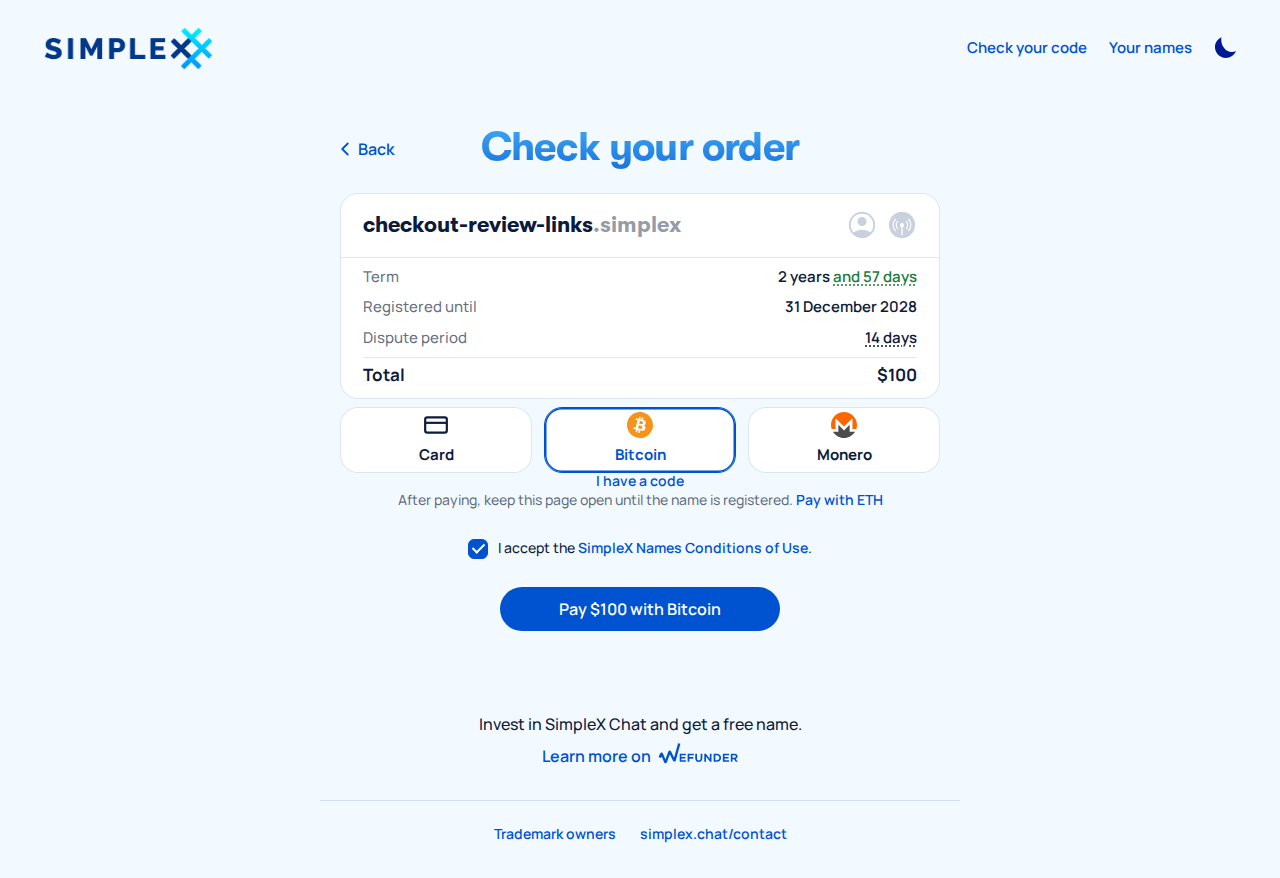 SIMPLEX
Check your code
Your names
Back
Check your order
checkout-review-links.simplex
Term
2 years and 57 days
Registered until
31 December 2028
Dispute period
14 days
Total
$100
Card
Bitcoin
Monero
I have a code
After paying, keep this page open until the name is registered. Pay with ETH
I accept the SimpleX Names Conditions of Use.
Pay $100 with Bitcoin
Invest in SimpleX Chat and get a free name.
Learn more on WEFUNDER
Trademark owners
simplex.chat/contact